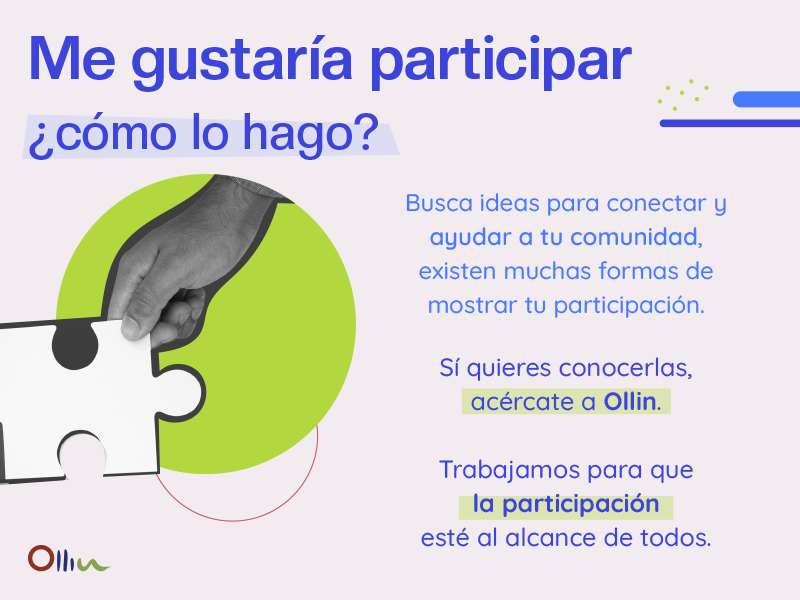 Me gustaría participar
¿cómo lo hago?
Busca ideas para conectar y
ayudar a tu comunidad,
existen muchas formas de
mostrar tu participación.
Sí quieres conocerlas,
acércate a Ollin.
Trabajamos para que
la participación
esté al alcance de todos.
Ollin